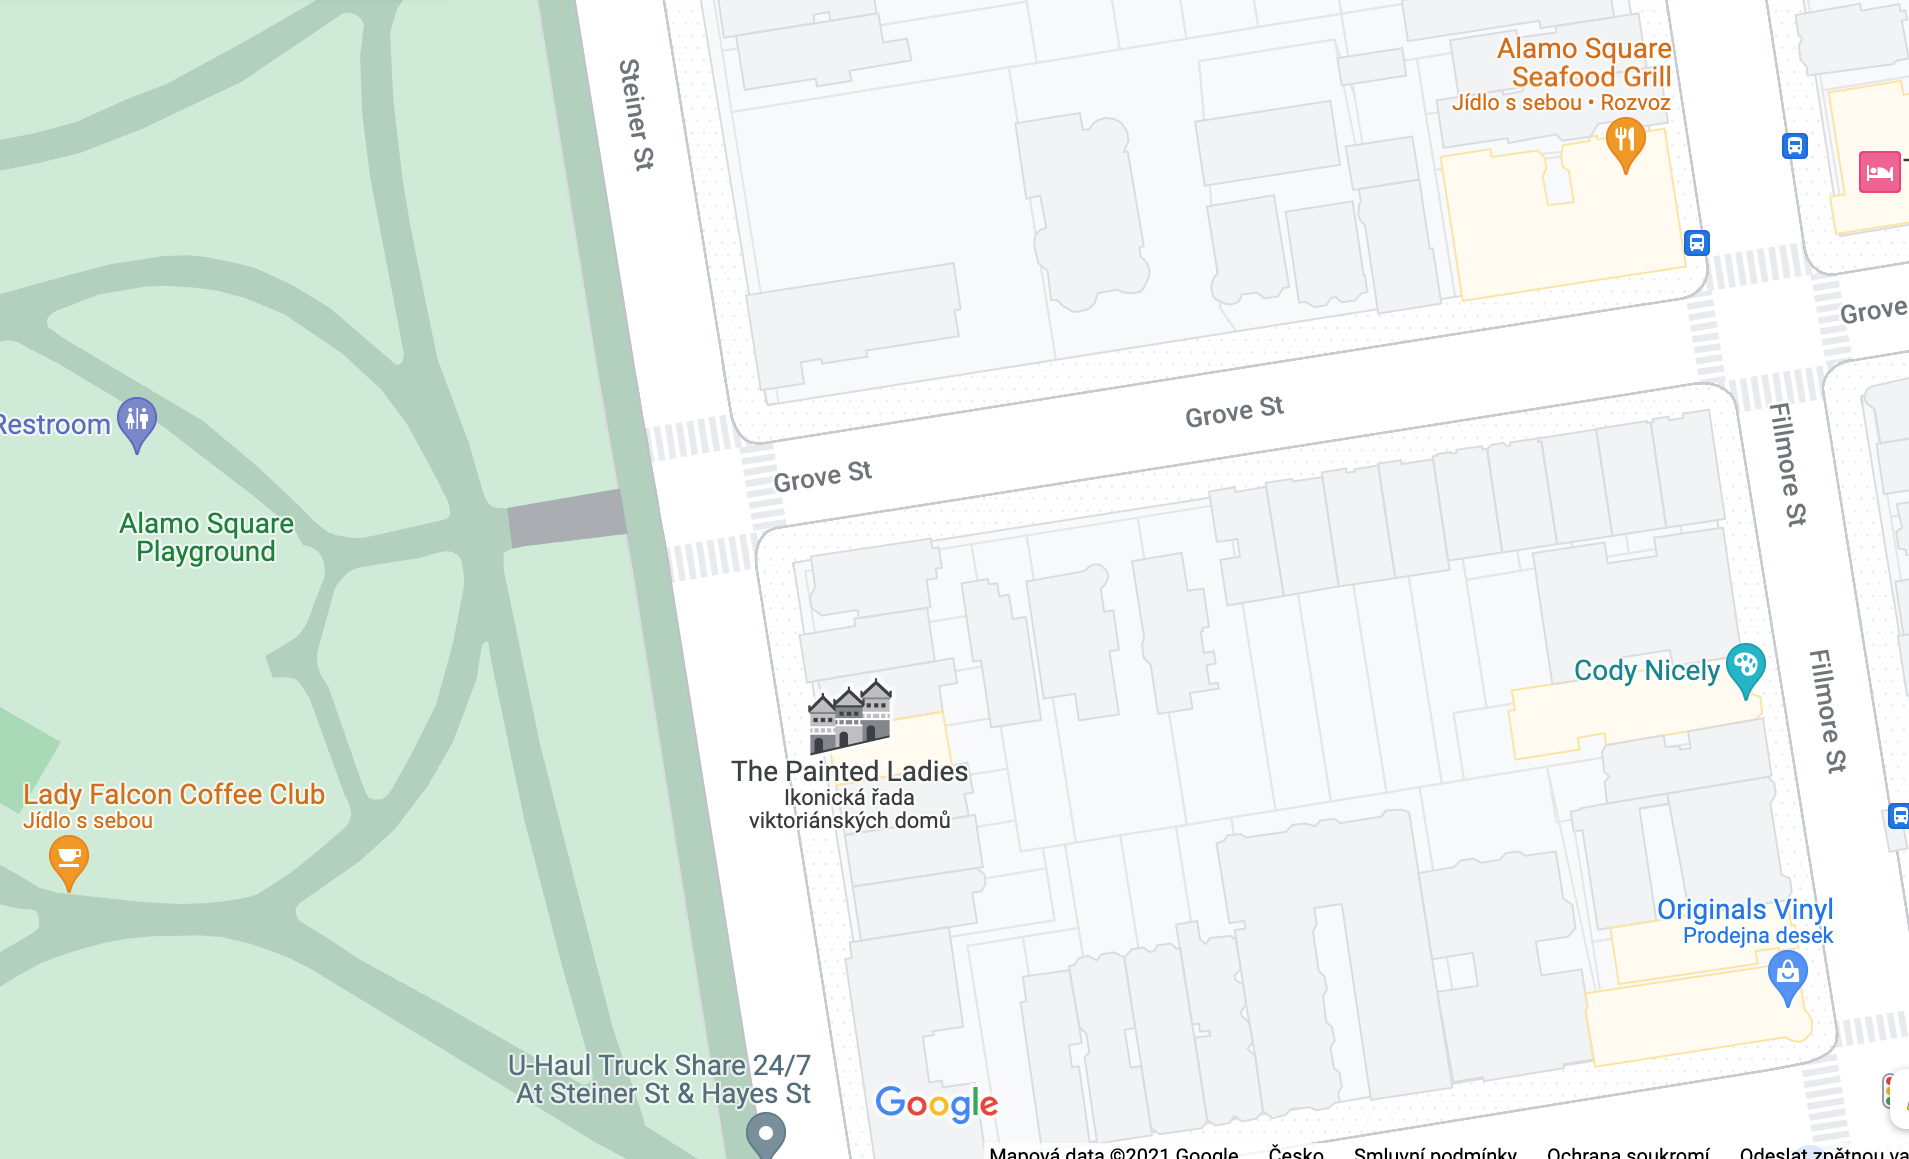 Steiner St
Alamo Square
Seafood Grill
Jídlo s sebou • Rozvoz
Grove
Grove St
Grove St
Fillmore St
Restroom
Alamo Square
Playground
Cody Nicely
Fillmore St
The Painted Ladies
Ikonická řada
viktoriánských domů
Lady Falcon Coffee Club
Jídlo s sebou
Originals Vinyl
Prodejna desek
U-Haul Truck Share 24/7
At Steiner St & Hayes St
Google
Mapová data ©2021 Google Česko Smluvní podmínky Ochrana soukromí Odeslat zpětnou va